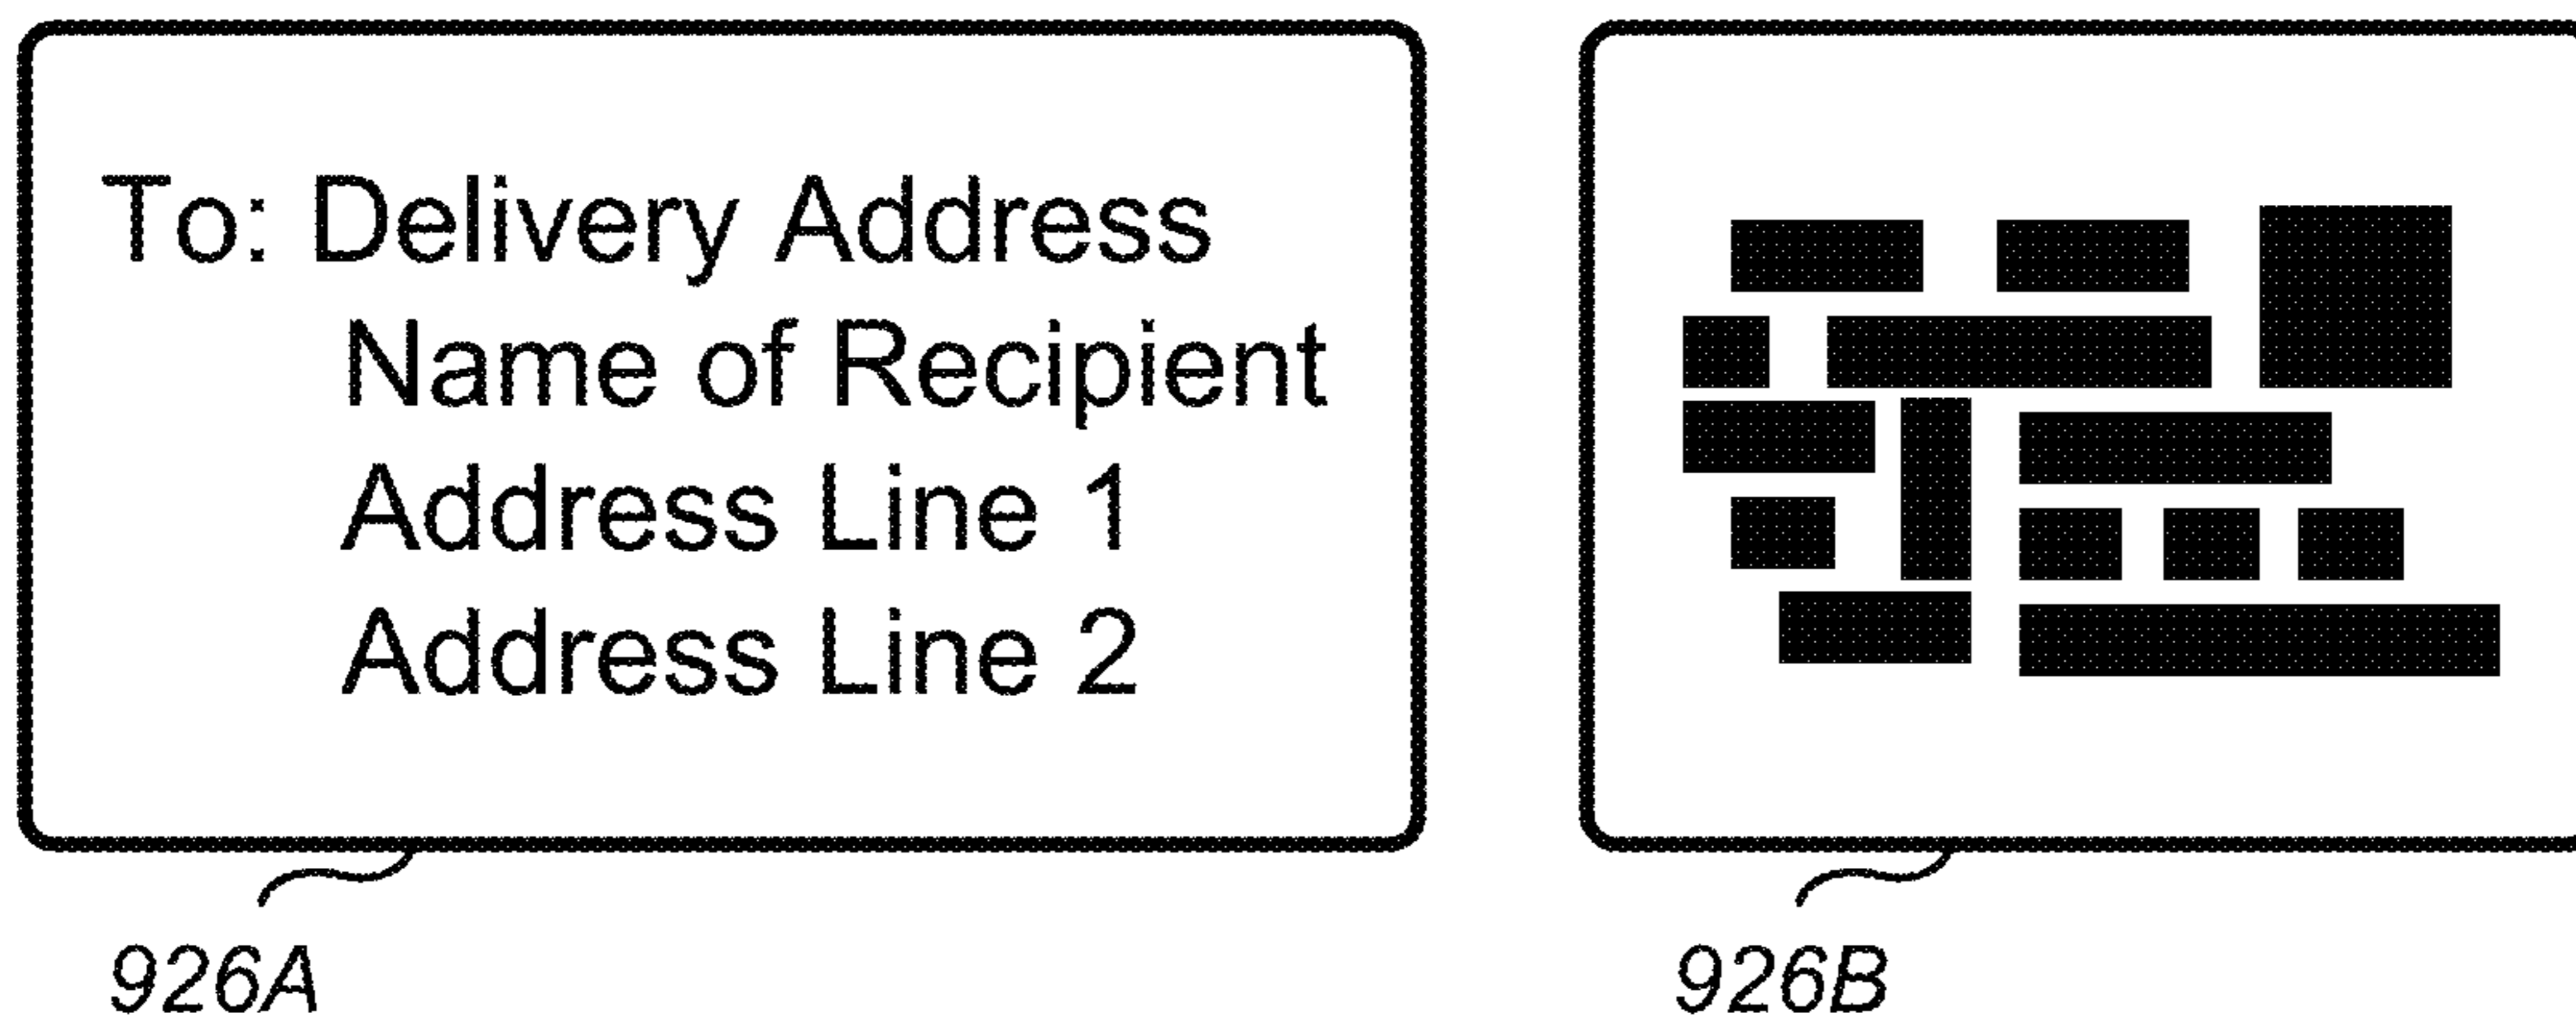 To: Delivery Address
Name of Recipient
Address Line 1
Address Line 2
926A
926B